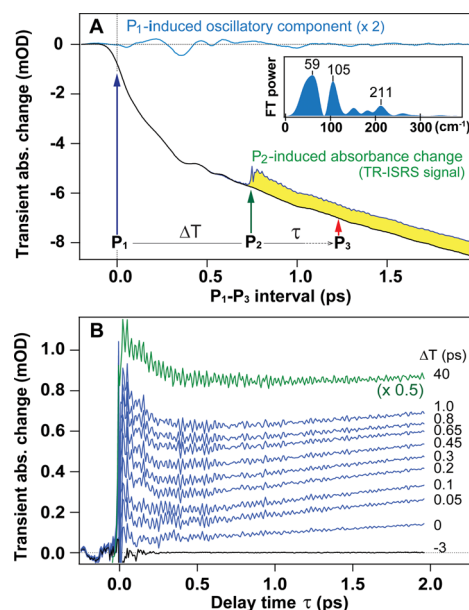 A
P₁-induced oscillatory component (x 2)
Transient abs. change (mOD)
0
-2
-4
-6
-8
FT power
59
105
211
0
100
200
300
(cm⁻¹)
P₂-induced absorbance change
(TR-ISRS signal)
P₁
ΔT
P₂
τ
P₃
0.0
0.5
1.0
1.5
P₁-P₃ interval (ps)
B
Transient abs. change (mOD)
1.0
0.8
0.6
0.4
0.2
0.0
ΔT (ps)
40
(x 0.5)
1.0
0.8
0.65
0.45
0.3
0.2
0.1
0.05
0
-3
0.0
0.5
1.0
1.5
2.0
Delay time τ (ps)